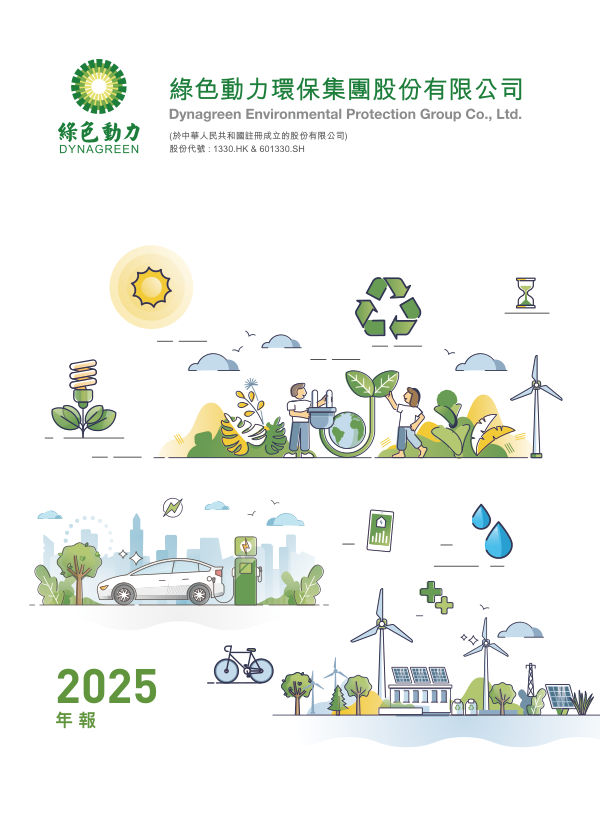 綠色動力環保集團股份有限公司
Dynagreen Environmental Protection Group Co., Ltd.
(於中華人民共和國註冊成立的股份有限公司)
股份代號 : 1330.HK & 601330.SH
綠色動力
DYNAGREEN
2025
年報